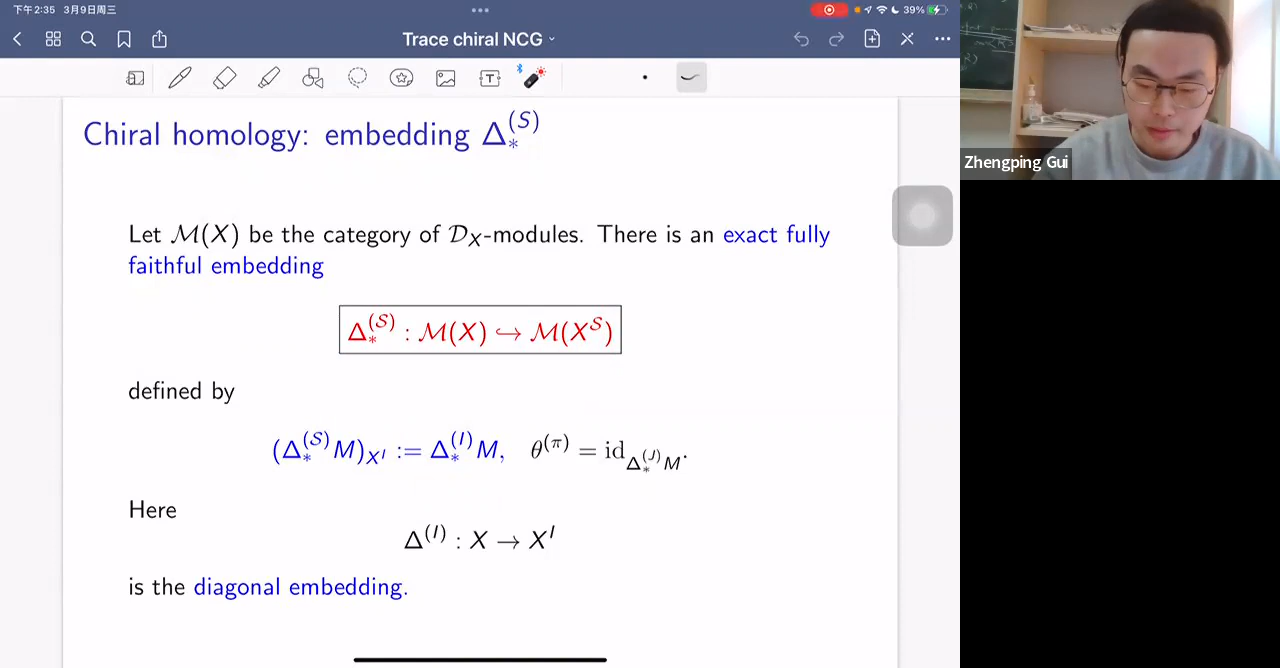 下午2:35 3月9日周三
39%
Trace chiral NCG
Chiral homology: embedding Δ_*^{(S)}
Let 𝓜(X) be the category of 𝒟_X-modules. There is an exact fully
faithful embedding
Δ_*^{(𝒮)} : 𝓜(X) ↪ 𝓜(X^𝒮)
defined by
(Δ_*^{(𝒮)}M)_{X^I} := Δ_*^{(I)}M, θ^{(π)} = id_{Δ_*^{(J)}M}.
Here
Δ^{(I)} : X → X^I
is the diagonal embedding.
Zhengping Gui